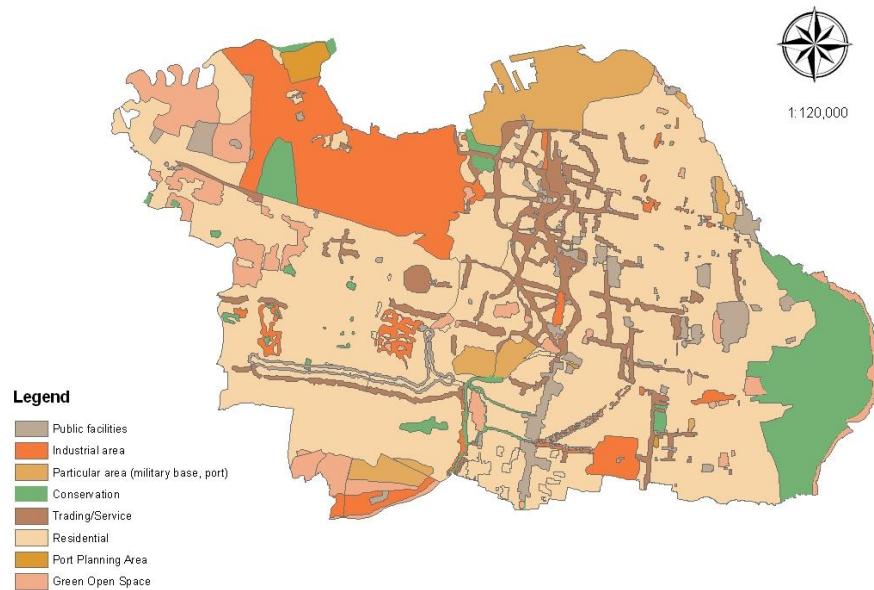 1:120,000
Legend
Public facilities
Industrial area
Particular area (military base, port)
Conservation
Trading/Service
Residential
Port Planning Area
Green Open Space